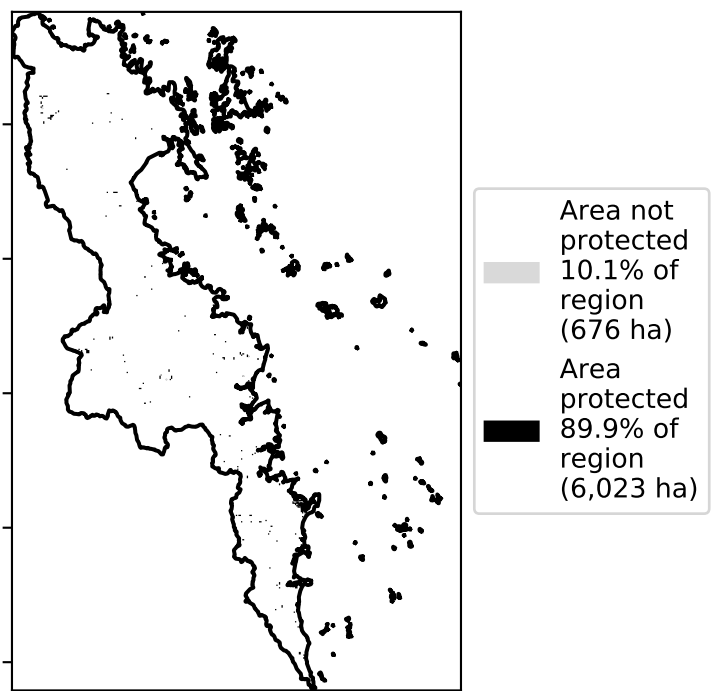 Area not
protected
10.1% of
region
(676 ha)
Area
protected
89.9% of
region
(6,023 ha)